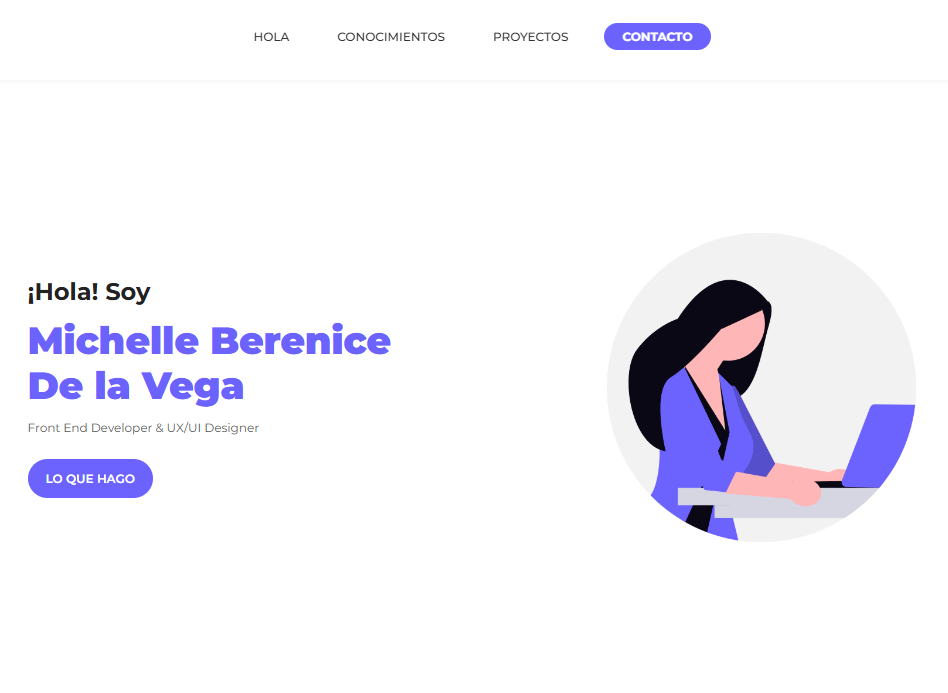 HOLA CONOCIMIENTOS PROYECTOS CONTACTO
¡Hola! Soy
Michelle Berenice
De la Vega
Front End Developer & UX/UI Designer
LO QUE HAGO